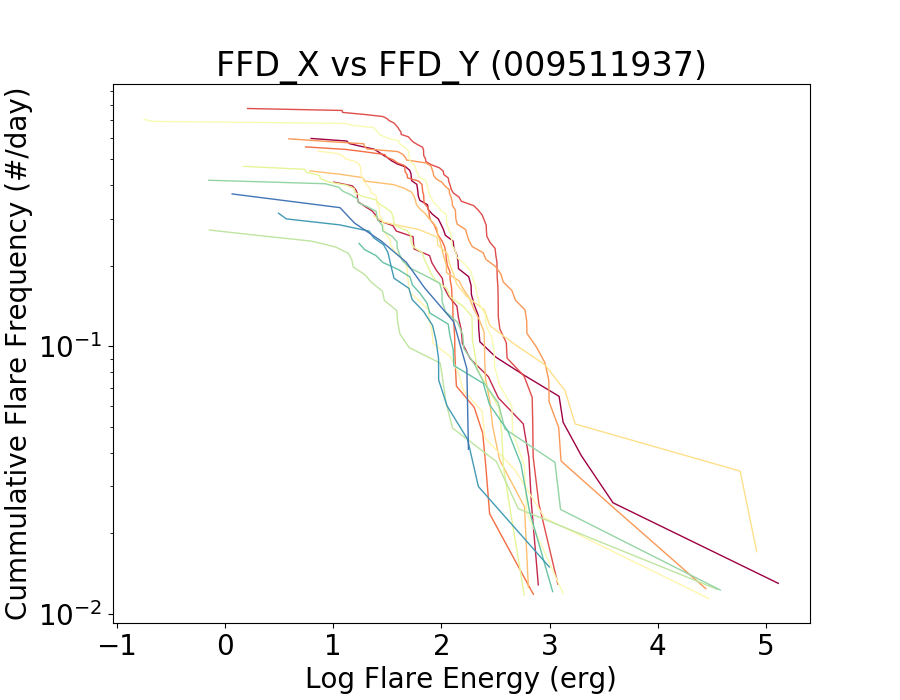 FFD_X vs FFD_Y (009511937)
Cummulative Flare Frequency (#/day)
10⁻¹
10⁻²
−1 0 1 2 3 4 5
Log Flare Energy (erg)